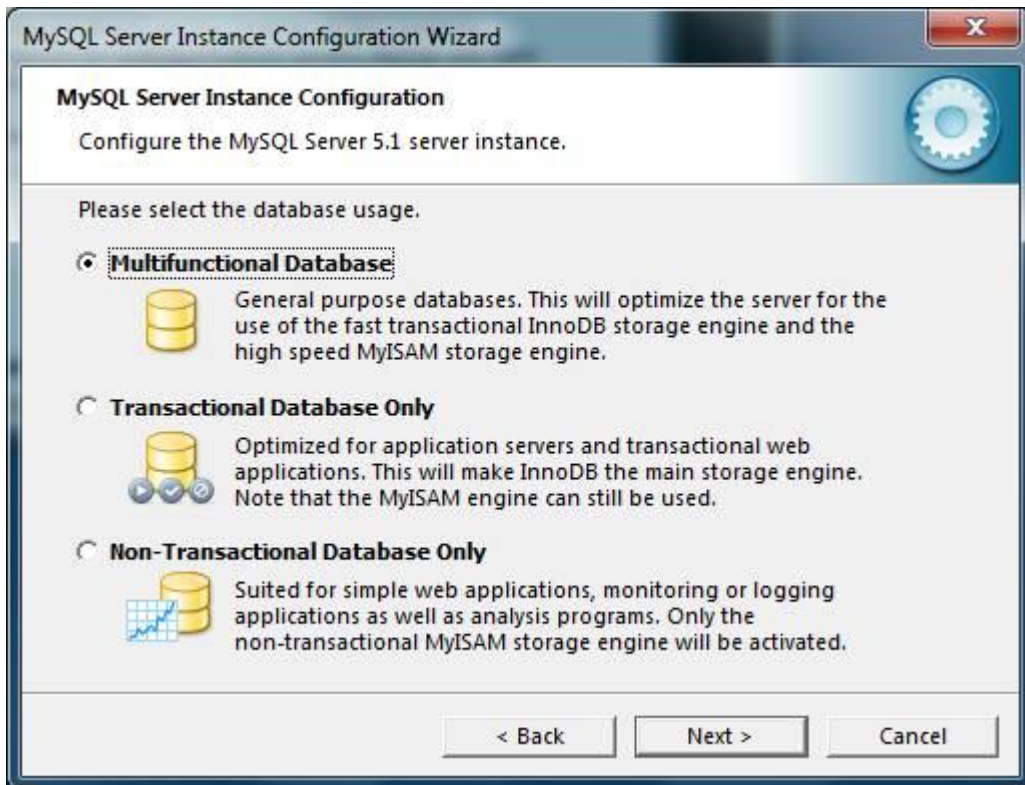 MySQL Server Instance Configuration Wizard
MySQL Server Instance Configuration
Configure the MySQL Server 5.1 server instance.
Please select the database usage.
Multifunctional Database
General purpose databases. This will optimize the server for the
use of the fast transactional InnoDB storage engine and the
high speed MyISAM storage engine.
Transactional Database Only
Optimized for application servers and transactional web
applications. This will make InnoDB the main storage engine.
Note that the MyISAM engine can still be used.
Non-Transactional Database Only
Suited for simple web applications, monitoring or logging
applications as well as analysis programs. Only the
non-transactional MyISAM storage engine will be activated.
< Back Next > Cancel